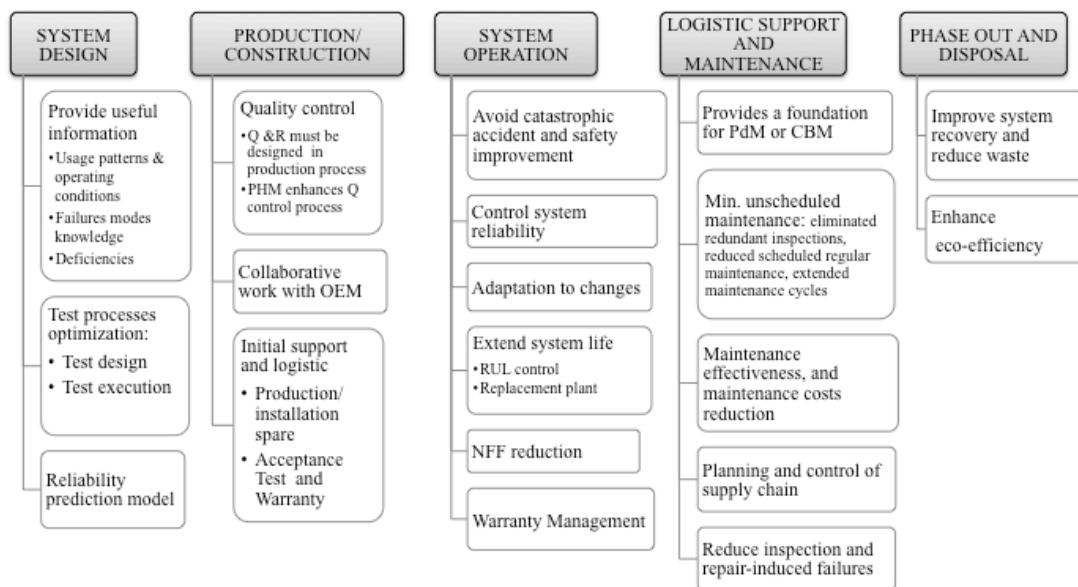 SYSTEM
DESIGN
Provide useful
information
•Usage patterns &
operating
conditions
•Failures modes
knowledge
•Deficiencies
Test processes
optimization:
• Test design
• Test execution
Reliability
prediction model
PRODUCTION/
CONSTRUCTION
Quality control
•Q &R must be
designed in
production process
•PHM enhances Q
control process
Collaborative
work with OEM
Initial support
and logistic
• Production/
installation
spare
• Acceptance
Test and
Warranty
SYSTEM
OPERATION
Avoid catastrophic
accident and safety
improvement
Control system
reliability
Adaptation to changes
Extend system life
•RUL control
•Replacement plant
NFF reduction
Warranty Management
LOGISTIC SUPPORT
AND
MAINTENANCE
Provides a foundation
for PdM or CBM
Min. unscheduled
maintenance: eliminated
redundant inspections,
reduced scheduled regular
maintenance, extended
maintenance cycles
Maintenance
effectiveness, and
maintenance costs
reduction
Planning and control of
supply chain
Reduce inspection and
repair-induced failures
PHASE OUT AND
DISPOSAL
Improve system
recovery and
reduce waste
Enhance
eco-efficiency